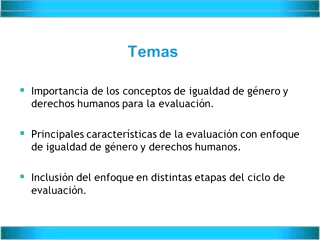 Temas
Importancia de los conceptos de igualdad de género y
derechos humanos para la evaluación.
Principales características de la evaluación con enfoque
de igualdad de género y derechos humanos.
Inclusión del enfoque en distintas etapas del ciclo de
evaluación.